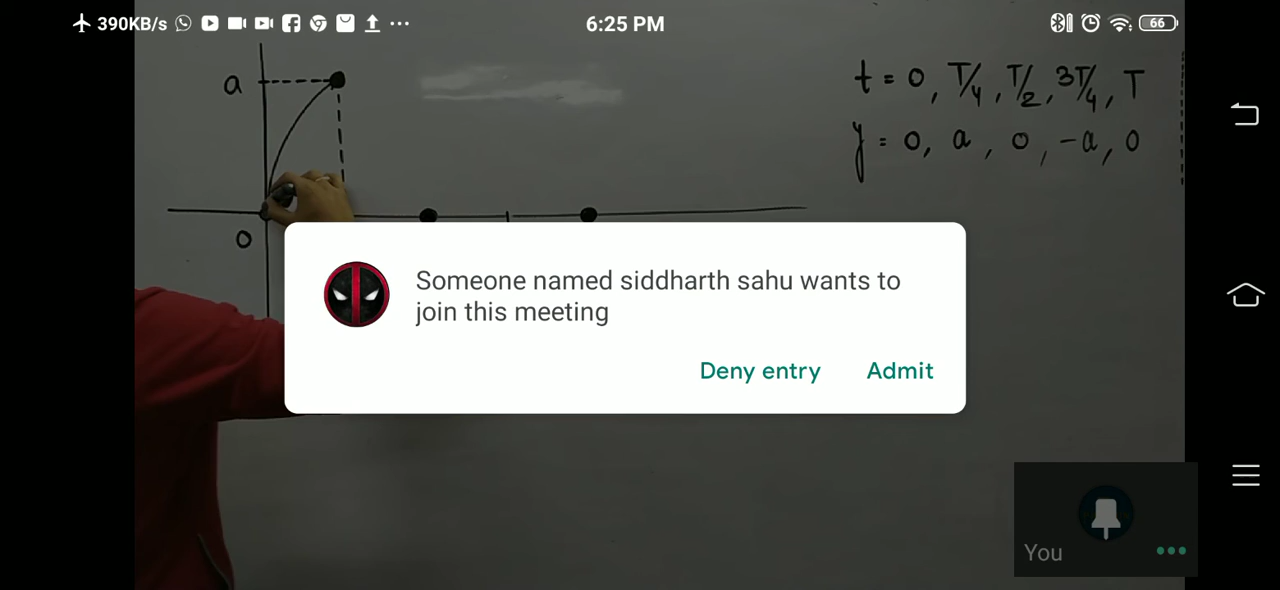 390KB/s
6:25 PM
66
a
t = 0, T/4, T/2, 3T/4, T
y = 0, a, 0, -a, 0
0
Someone named siddharth sahu wants to
join this meeting
Deny entry
Admit
You